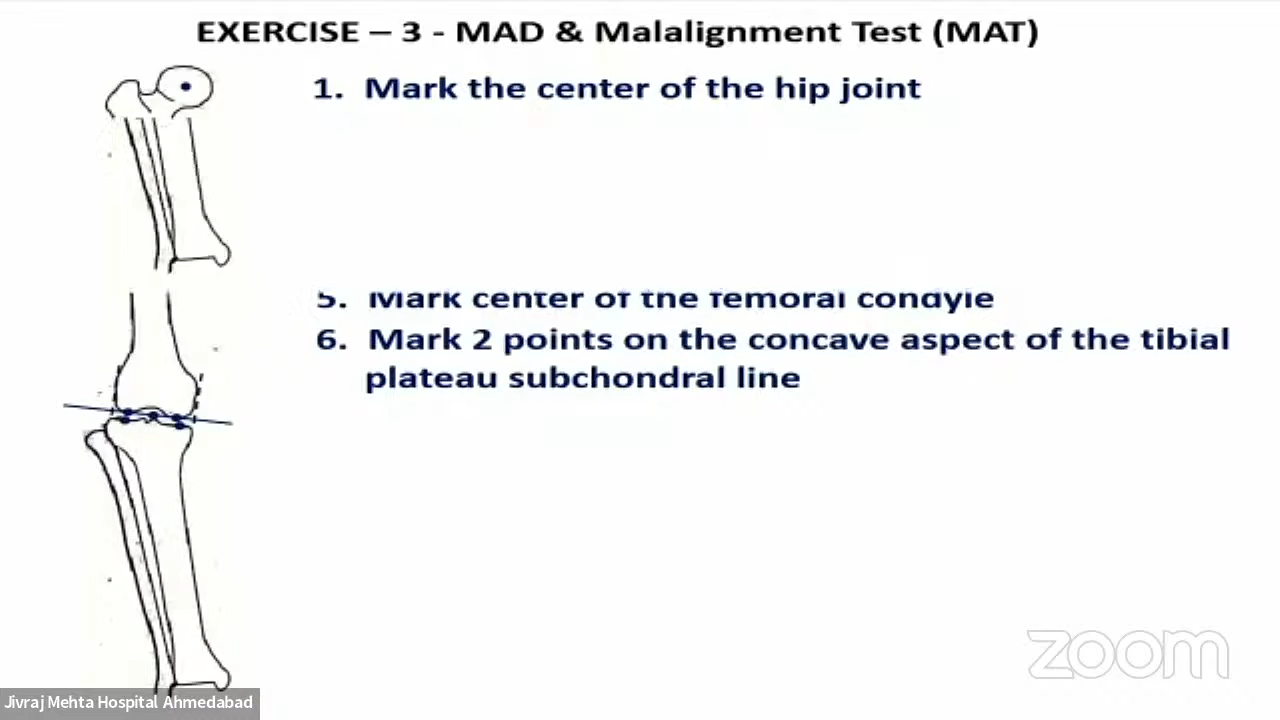 EXERCISE – 3 - MAD & Malalignment Test (MAT)
1. Mark the center of the hip joint
5. Mark center of the femoral condyle
6. Mark 2 points on the concave aspect of the tibial
plateau subchondral line
zoom
Jivraj Mehta Hospital Ahmedabad